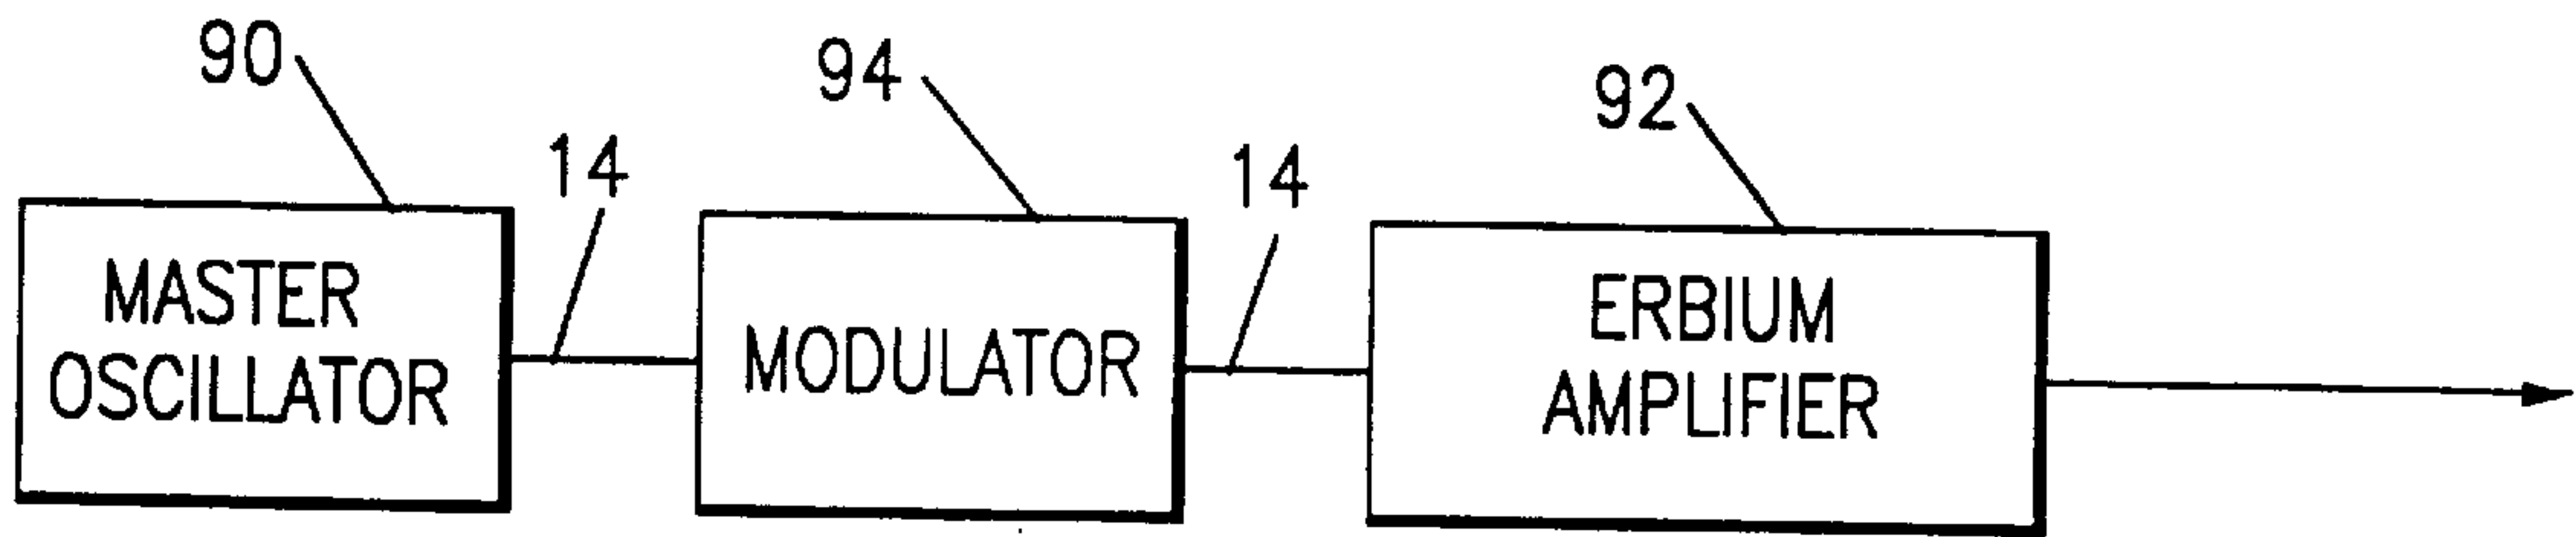 90
94
92
14
14
MASTER
OSCILLATOR
MODULATOR
ERBIUM
AMPLIFIER